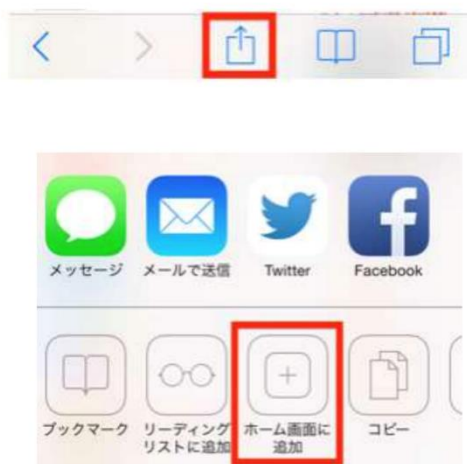 メッセージ
メールで送信
Twitter
Facebook
ブックマーク
リーディング
リストに追加
ホーム画面に
追加
コピー